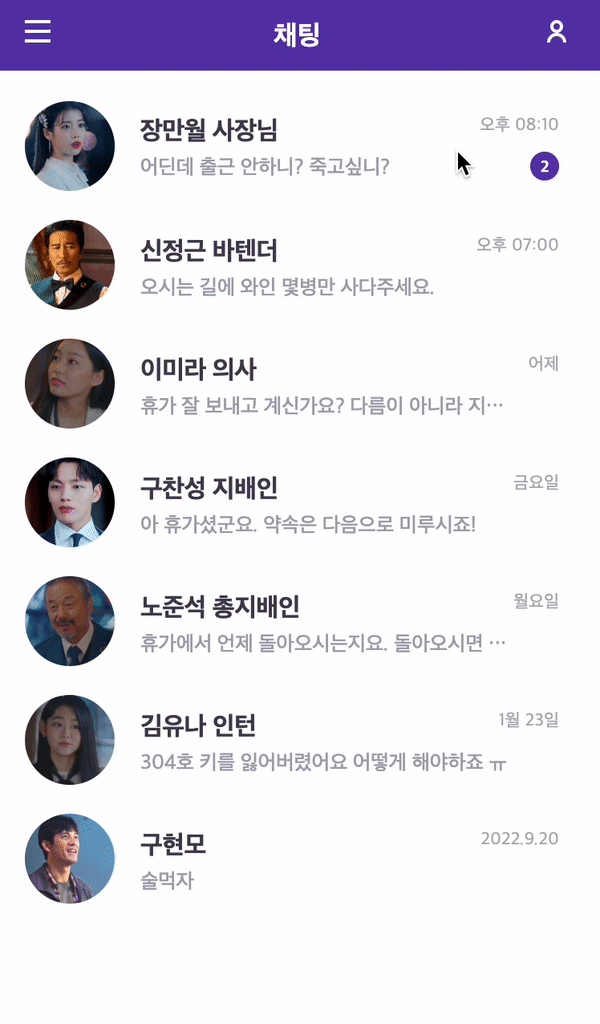 채팅
장만월 사장님
오후 08:10
어딘데 출근 안하니? 죽고싶니?
2
신정근 바텐더
오후 07:00
오시는 길에 와인 몇병만 사다주세요.
이미라 의사
어제
휴가 잘 보내고 계신가요? 다름이 아니라 지…
구찬성 지배인
금요일
아 휴가셨군요. 약속은 다음으로 미루시죠!
노준석 총지배인
월요일
휴가에서 언제 돌아오시는지요. 돌아오시면 …
김유나 인턴
1월 23일
304호 키를 잃어버렸어요 어떻게 해야하죠 ㅠ
구현모
2022.9.20
술먹자